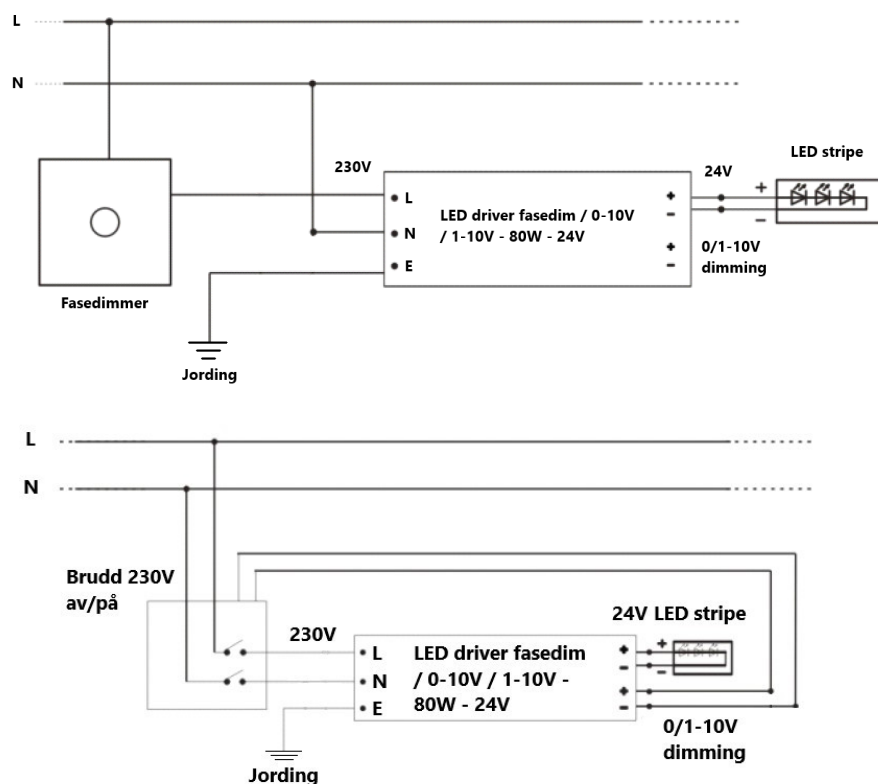 L
N
230V
24V
LED stripe
+
L
LED driver fasedim / 0-10V
/ 1-10V - 80W - 24V
N
E
+
-
+
-
−
0/1-10V
dimming
Fasedimmer
Jording
L
N
Brudd 230V
av/på
230V
24V LED stripe
L
N
E
LED driver fasedim
/ 0-10V / 1-10V -
80W - 24V
+
-
+
-
+
−
0/1-10V
dimming
Jording